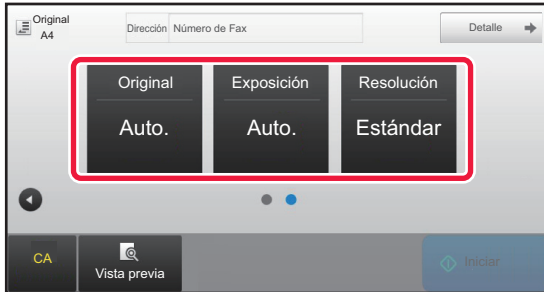 Original
A4
Dirección Número de Fax
Detalle
Original Exposición Resolución
Auto. Auto. Estándar
CA
Vista previa
Iniciar